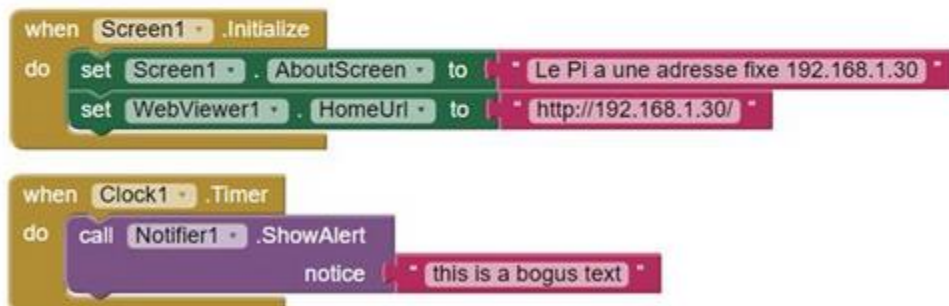 when Screen1 .Initialize
do set Screen1 . AboutScreen to " Le Pi a une adresse fixe 192.168.1.30 "
set WebViewer1 . HomeUrl to " http://192.168.1.30/ "
when Clock1 .Timer
do call Notifier1 .ShowAlert
notice " this is a bogus text "